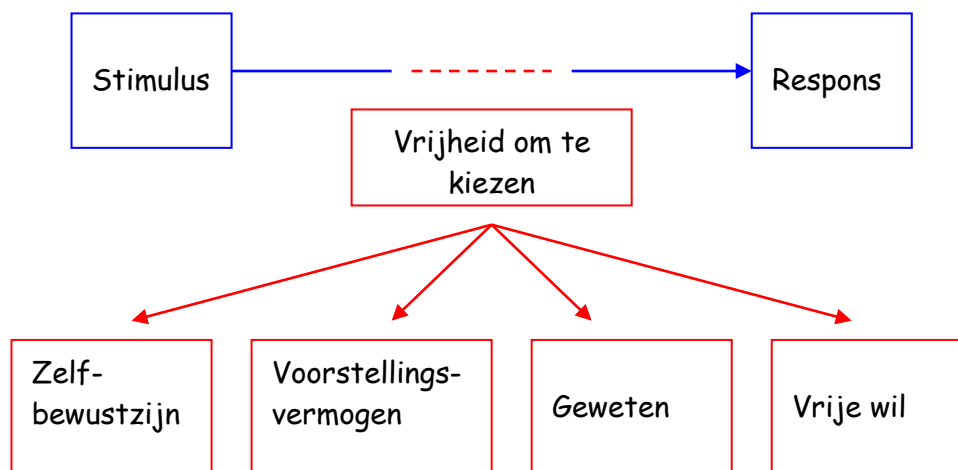 Stimulus
Respons
Vrijheid om te
kiezen
Zelf-
bewustzijn
Voorstellings-
vermogen
Geweten
Vrije wil